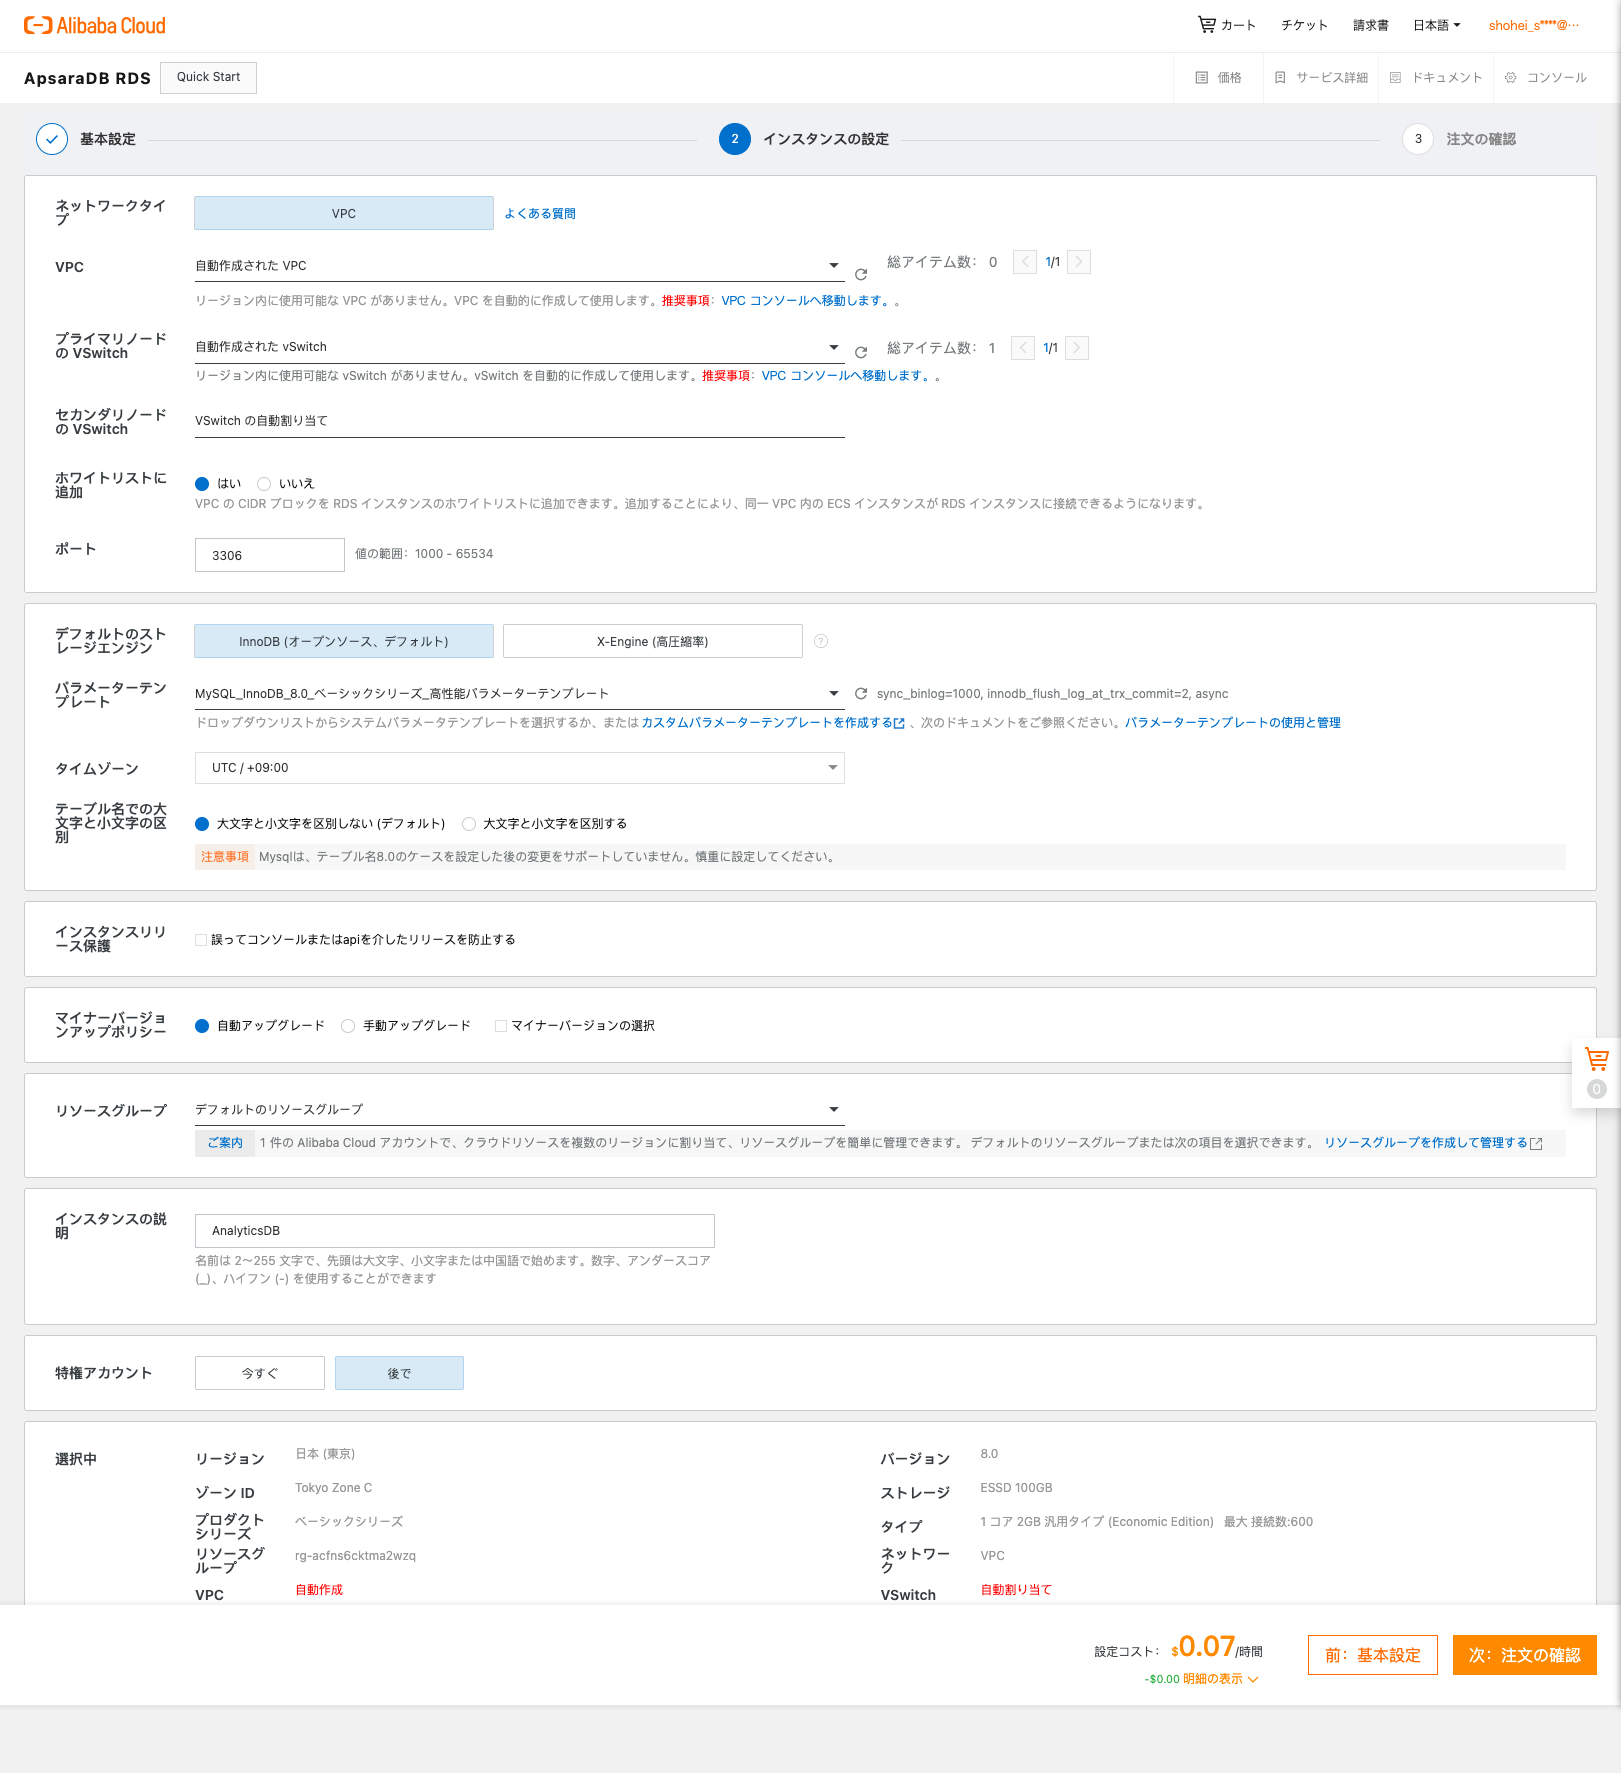 Alibaba Cloud
カート
チケット
請求書
日本語
shohei_s****@···
ApsaraDB RDS
Quick Start
価格
サービス詳細
ドキュメント
コンソール
基本設定
2
インスタンスの設定
3
注文の確認
ネットワークタイ
プ
VPC
よくある質問
VPC
自動作成された VPC
総アイテム数： 0
1/1
リージョン内に使用可能な VPC がありません。VPC を自動的に作成して使用します。推奨事項：VPC コンソールへ移動します。。
プライマリノード
の VSwitch
自動作成された vSwitch
総アイテム数： 1
1/1
リージョン内に使用可能な vSwitch がありません。vSwitch を自動的に作成して使用します。推奨事項：VPC コンソールへ移動します。。
セカンダリノード
の VSwitch
VSwitch の自動割り当て
ホワイトリストに
追加
はい
いいえ
VPC の CIDR ブロックを RDS インスタンスのホワイトリストに追加できます。追加することにより、同一 VPC 内の ECS インスタンスが RDS インスタンスに接続できるようになります。
ポート
3306
値の範囲：1000 - 65534
デフォルトのスト
レージエンジン
InnoDB (オープンソース、デフォルト)
X-Engine (高圧縮率)
?
パラメーターテン
プレート
MySQL_InnoDB_8.0_ベーシックシリーズ_高性能パラメーターテンプレート
sync_binlog=1000, innodb_flush_log_at_trx_commit=2, async
ドロップダウンリストからシステムパラメータテンプレートを選択するか、または カスタムパラメーターテンプレートを作成する 、次のドキュメントをご参照ください。パラメーターテンプレートの使用と管理
タイムゾーン
UTC / +09:00
テーブル名での大
文字と小文字の区
別
大文字と小文字を区別しない (デフォルト)
大文字と小文字を区別する
注意事項
Mysqlは、テーブル名8.0のケースを設定した後の変更をサポートしていません。慎重に設定してください。
インスタンスリリ
ース保護
誤ってコンソールまたはapiを介したリリースを防止する
マイナーバージョ
ンアップポリシー
自動アップグレード
手動アップグレード
マイナーバージョンの選択
0
リソースグループ
デフォルトのリソースグループ
ご案内
1 件の Alibaba Cloud アカウントで、クラウドリソースを複数のリージョンに割り当て、リソースグループを簡単に管理できます。 デフォルトのリソースグループまたは次の項目を選択できます。 リソースグループを作成して管理する
インスタンスの説
明
AnalyticsDB
名前は 2～255 文字で、先頭は大文字、小文字または中国語で始めます。数字、アンダースコア
(_)、ハイフン (-) を使用することができます
特権アカウント
今すぐ
後で
選択中
リージョン
日本 (東京)
バージョン
8.0
ゾーン ID
Tokyo Zone C
ストレージ
ESSD 100GB
プロダクト
シリーズ
ベーシックシリーズ
タイプ
1 コア 2GB 汎用タイプ (Economic Edition) 最大 接続数:600
リソースグ
ループ
rg-acfns6cktma2wzq
ネットワー
ク
VPC
VPC
自動作成
VSwitch
自動割り当て
設定コスト： $0.07/時間
-$0.00 明細の表示
前：基本設定
次：注文の確認